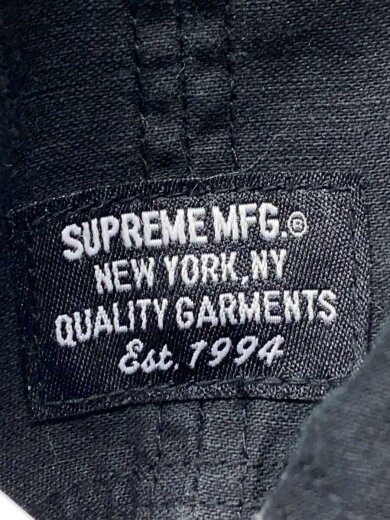 SUPREME MFG.®
NEW YORK, NY
QUALITY GARMENTS
Est. 1994